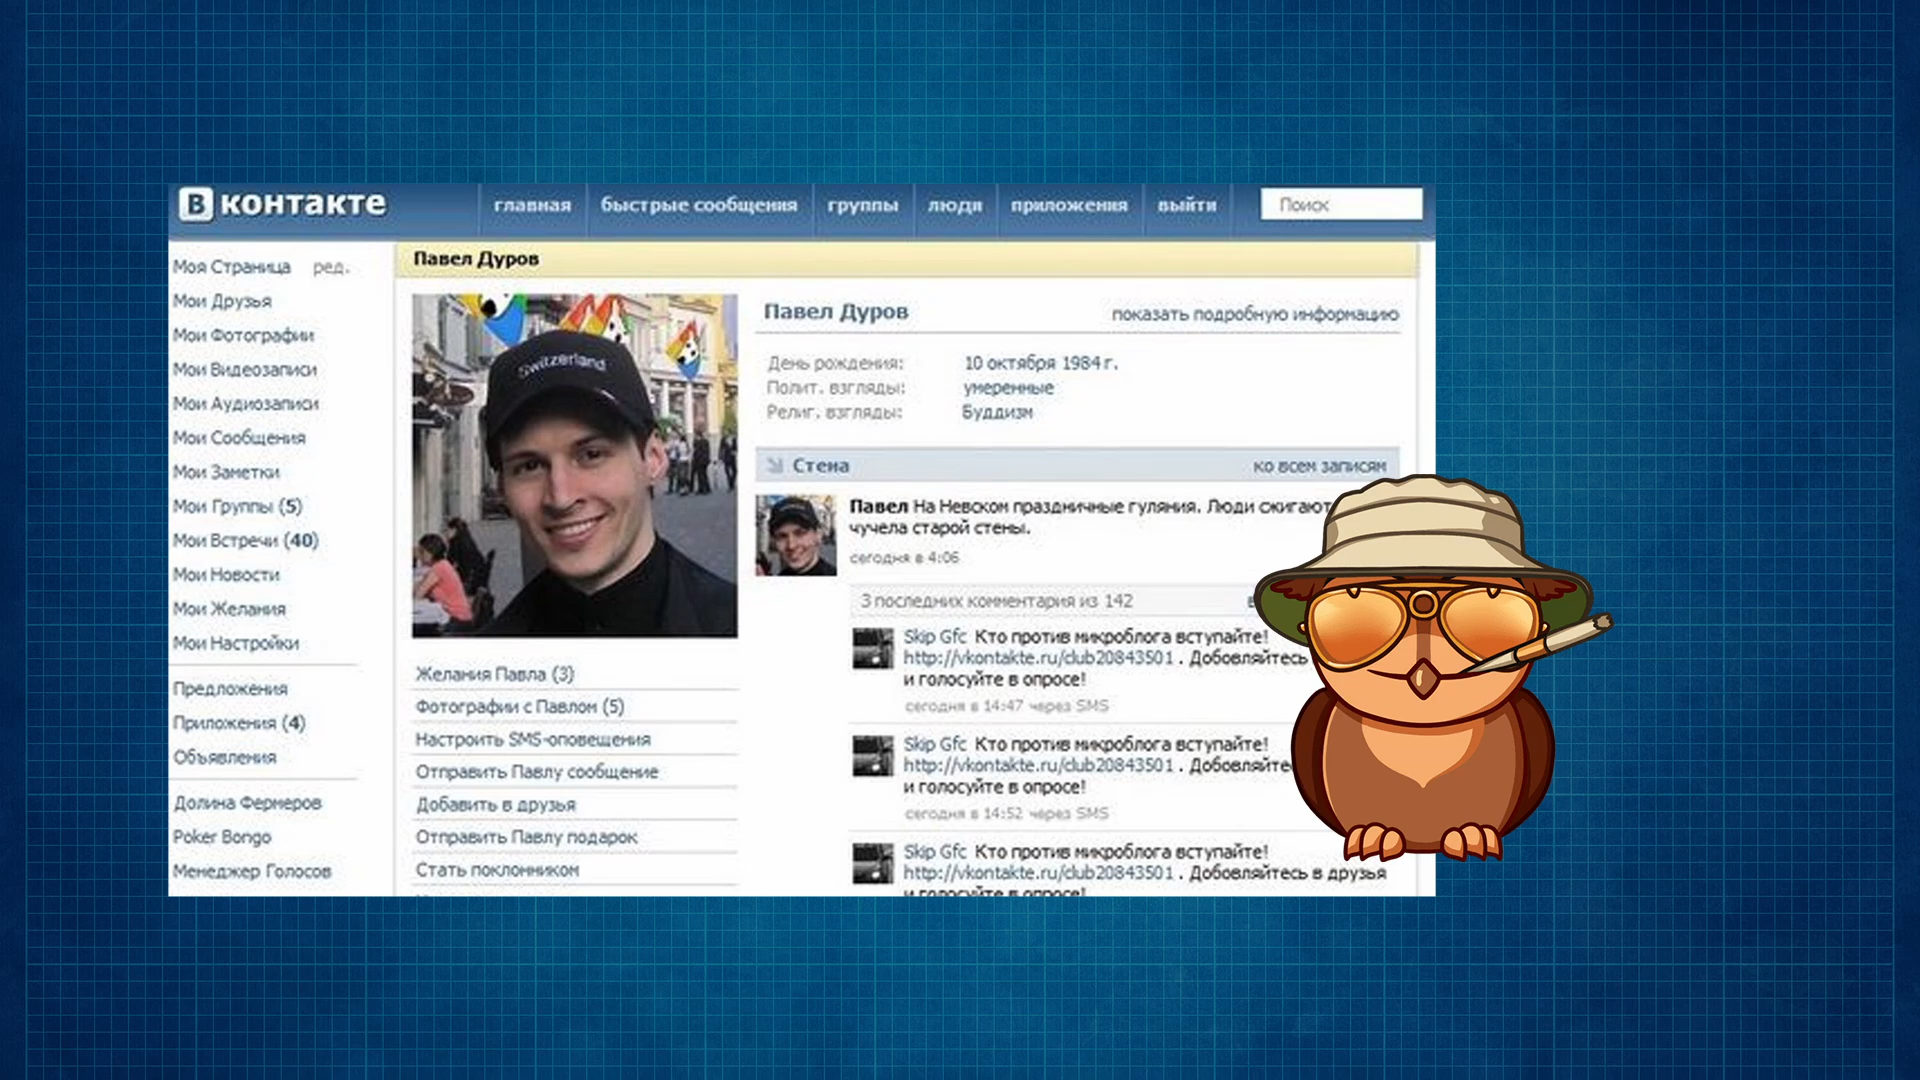 В контакте
главная быстрые сообщения группы люди приложения выйти Поиск
Моя Страница ред.
Мои Друзья
Мои Фотографии
Мои Видеозаписи
Мои Аудиозаписи
Мои Сообщения
Мои Заметки
Мои Группы (5)
Мои Встречи (40)
Мои Новости
Мои Желания
Мои Настройки
Предложения
Приложения (4)
Объявления
Долина Фермеров
Poker Bongo
Менеджер Голосов
Павел Дуров
Switzerland
Желания Павла (3)
Фотографии с Павлом (5)
Настроить SMS-оповещения
Отправить Павлу сообщение
Добавить в друзья
Отправить Павлу подарок
Стать поклонником
Павел Дуров показать подробную информацию
День рождения: 10 октября 1984 г.
Полит. взгляды: умеренные
Религ. взгляды: Буддизм
Стена ко всем записям
Павел На Невском праздничные гуляния. Люди сжигают
чучела старой стены.
сегодня в 4:06
3 последних комментария из 142
Skip Gfc Кто против микроблога вступайте!
http://vkontakte.ru/club20843501 . Добовляйтесь
и голосуйте в опросе!
сегодня в 14:47 через SMS
Skip Gfc Кто против микроблога вступайте!
http://vkontakte.ru/club20843501 . Добовляйте
и голосуйте в опросе!
сегодня в 14:52 через SMS
Skip Gfc Кто против микроблога вступайте!
http://vkontakte.ru/club20843501 . Добовляйтесь в друзья
и голосуйте в опросе!